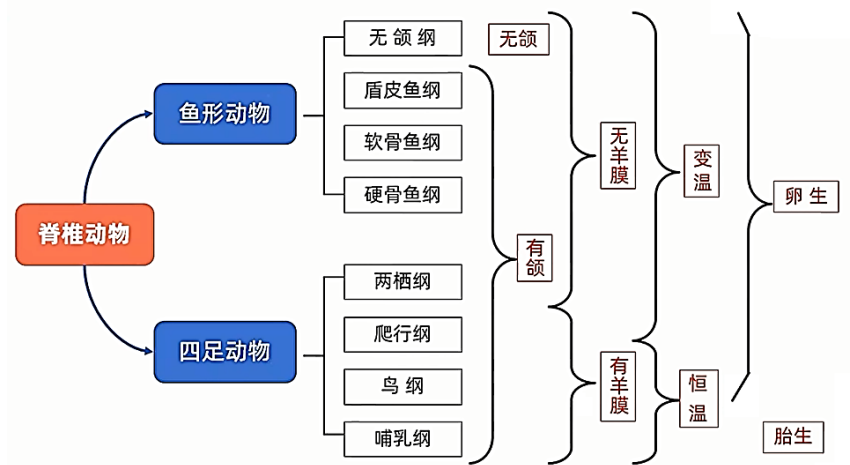 脊椎动物
鱼形动物
无颌纲
盾皮鱼纲
软骨鱼纲
硬骨鱼纲
四足动物
两栖纲
爬行纲
鸟纲
哺乳纲
无颌
有颌
无羊膜
有羊膜
变温
恒温
卵生
胎生